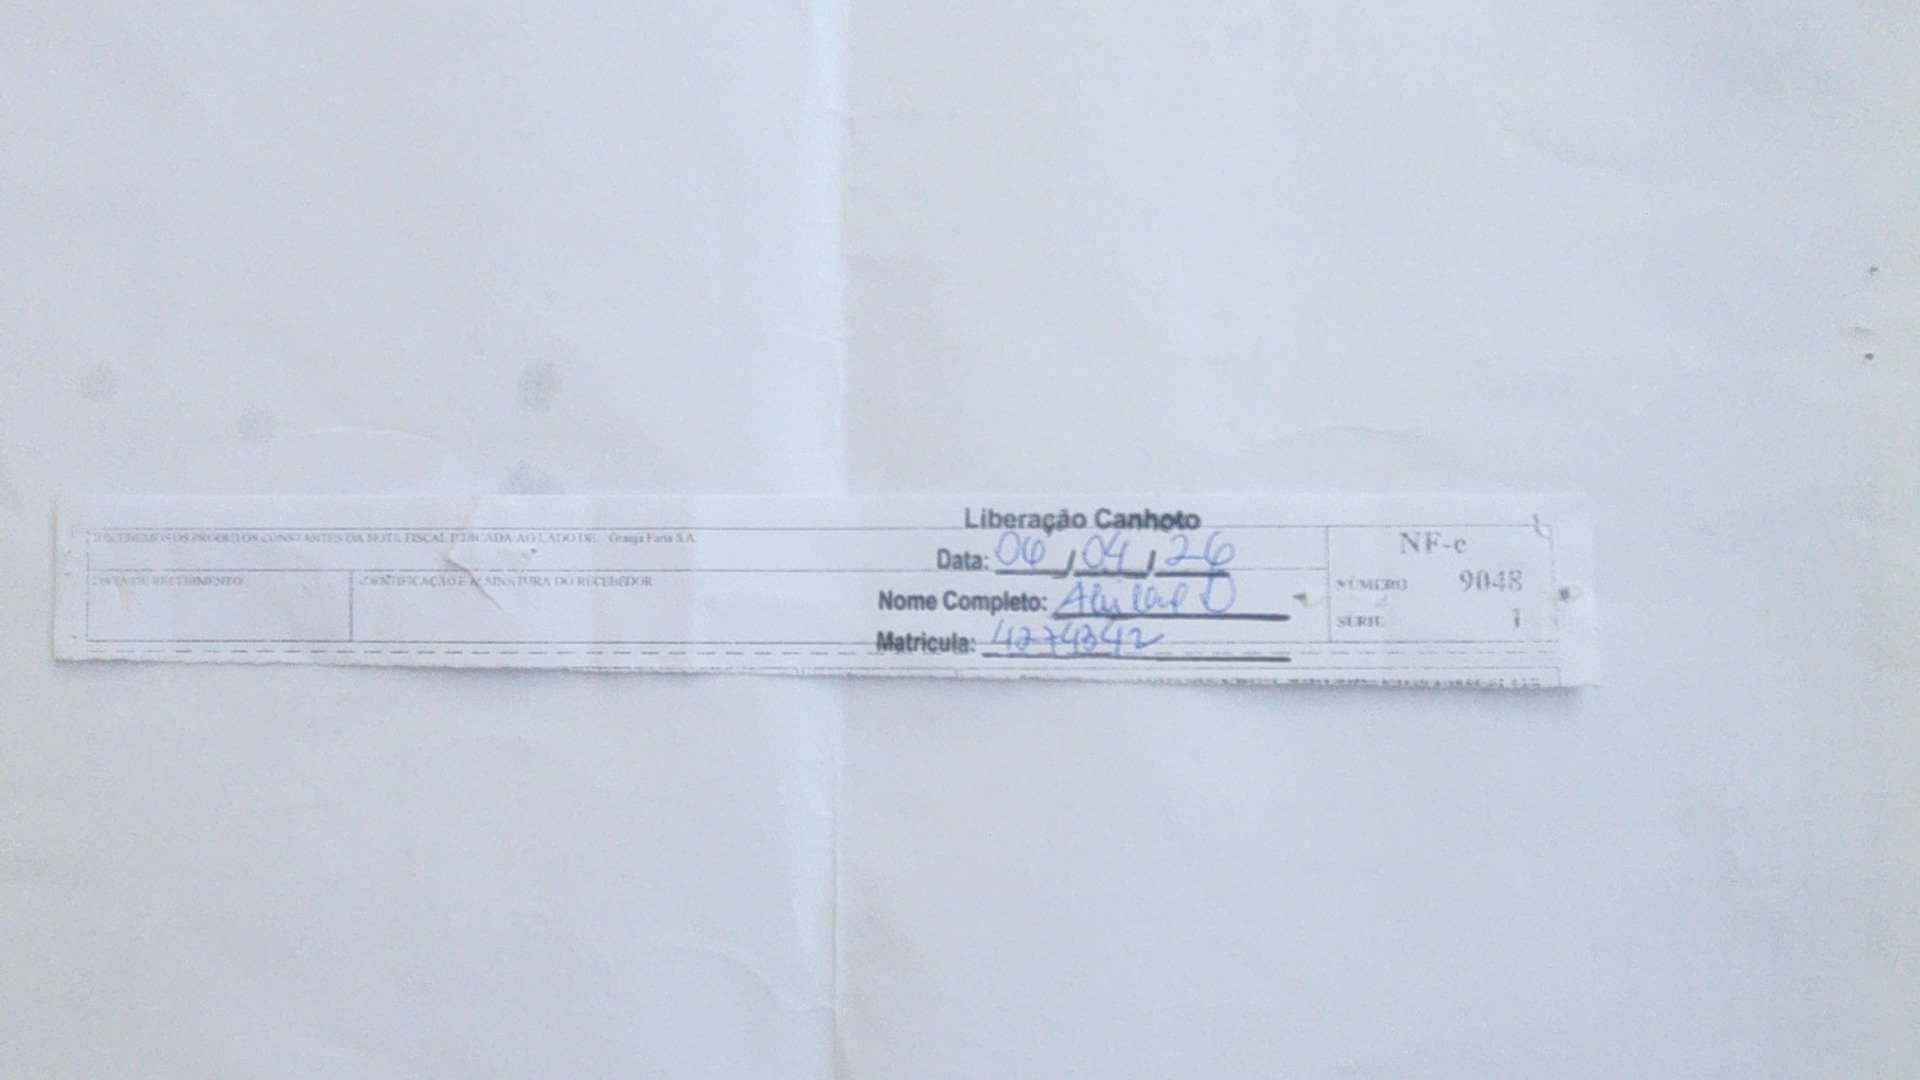 RECEBEMOS OS PRODUTOS CONSTANTES DA NOTA FISCAL INDICADA AO LADO DE Granja Faria S.A
DATA DE RECEBIMENTO
IDENTIFICAÇÃO E ASSINATURA DO RECEBEDOR
Liberação Canhoto
Data: 06/04/26
Nome Completo:
Matricula: 4274342
NF-e
NÚMERO 9048
SÉRIE 1